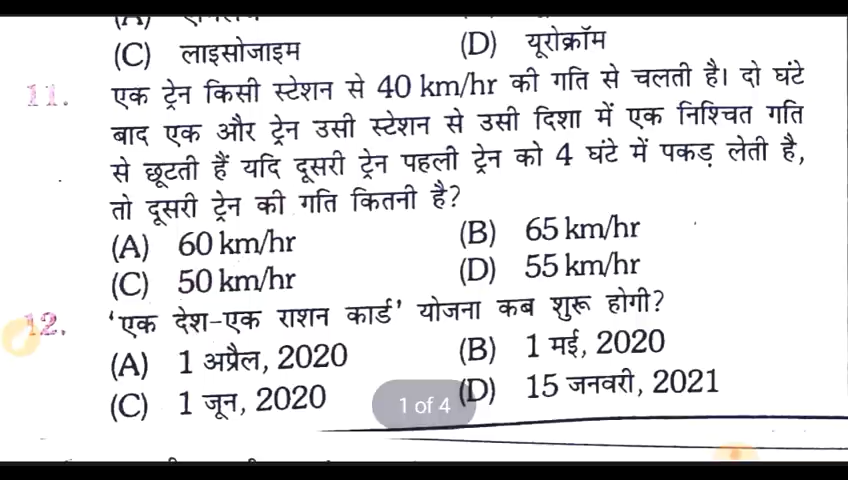 (C) लाइसोजाइम (D) यूरोक्रॉम
11. एक ट्रेन किसी स्टेशन से 40 km/hr की गति से चलती है। दो घंटे
बाद एक और ट्रेन उसी स्टेशन से उसी दिशा में एक निश्चित गति
से छूटती हैं यदि दूसरी ट्रेन पहली ट्रेन को 4 घंटे में पकड़ लेती है,
तो दूसरी ट्रेन की गति कितनी है?
(A) 60 km/hr (B) 65 km/hr
(C) 50 km/hr (D) 55 km/hr
12. 'एक देश-एक राशन कार्ड' योजना कब शुरू होगी?
(A) 1 अप्रैल, 2020 (B) 1 मई, 2020
(C) 1 जून, 2020 (D) 15 जनवरी, 2021
1 of 4